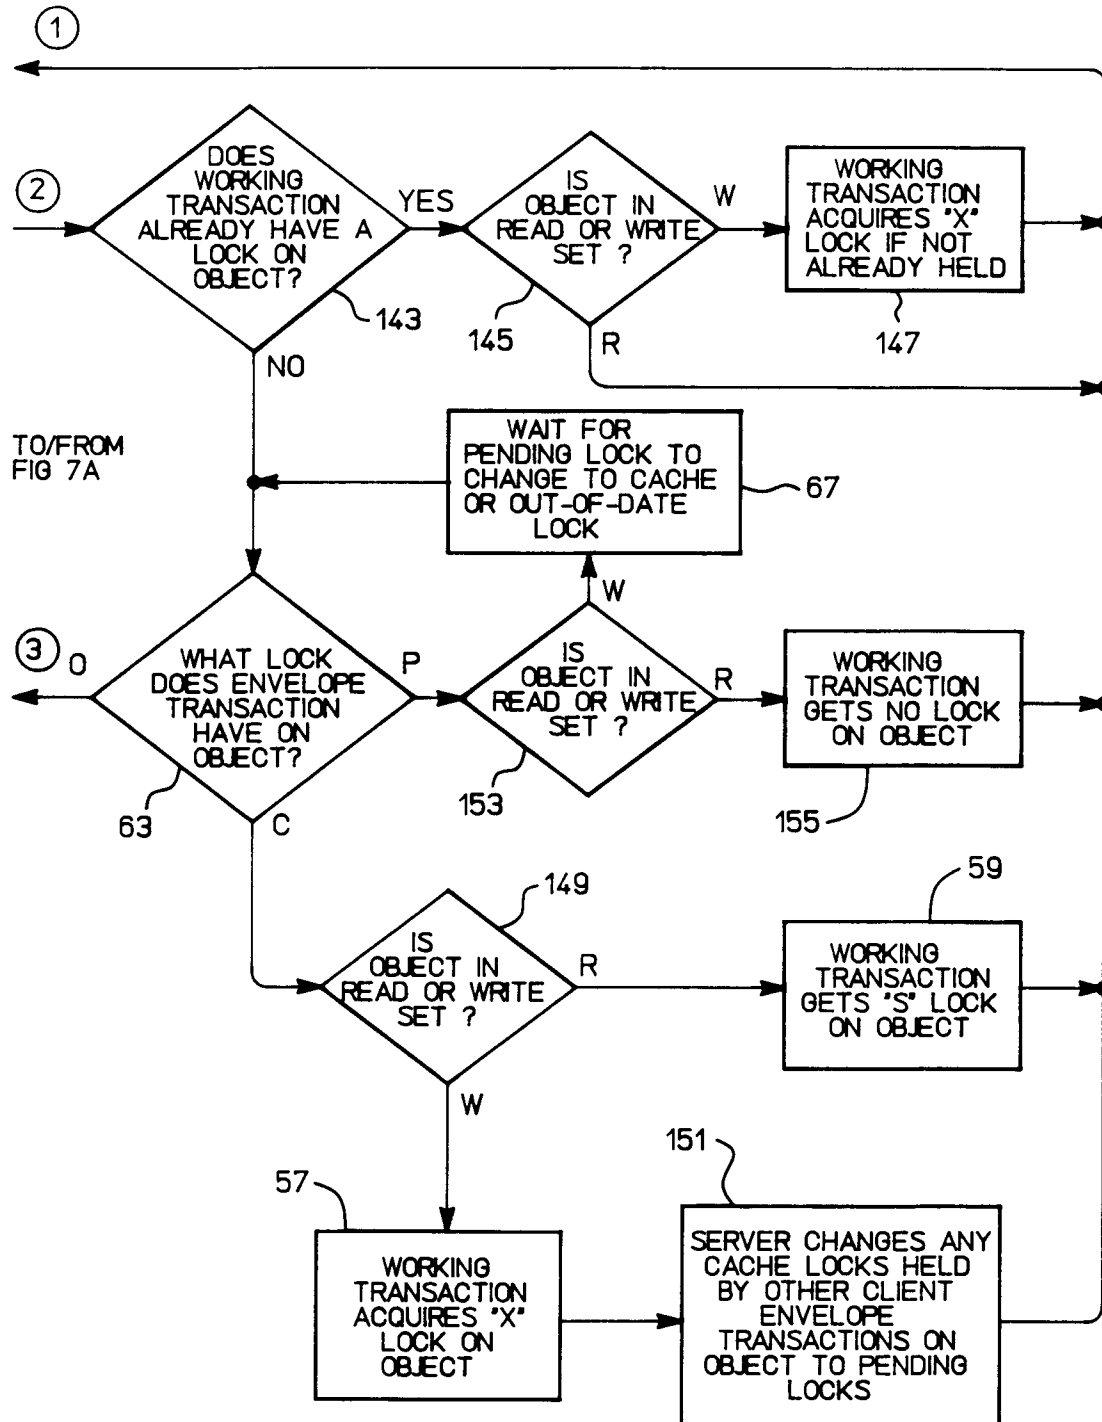 1
2
DOES
WORKING
TRANSACTION
ALREADY HAVE A
LOCK ON
OBJECT?
143
YES
NO
IS
OBJECT IN
READ OR WRITE
SET ?
145
W
R
WORKING
TRANSACTION
ACQUIRES "X"
LOCK IF NOT
ALREADY HELD
147
TO/FROM
FIG 7A
WAIT FOR
PENDING LOCK TO
CHANGE TO CACHE
OR OUT-OF-DATE
LOCK
67
W
3
O
WHAT LOCK
DOES ENVELOPE
TRANSACTION
HAVE ON
OBJECT?
63
P
C
IS
OBJECT IN
READ OR WRITE
SET ?
153
R
WORKING
TRANSACTION
GETS NO LOCK
ON OBJECT
155
149
IS
OBJECT IN
READ OR WRITE
SET ?
R
W
59
WORKING
TRANSACTION
GETS "S" LOCK
ON OBJECT
57
WORKING
TRANSACTION
ACQUIRES "X"
LOCK ON
OBJECT
151
SERVER CHANGES ANY
CACHE LOCKS HELD
BY OTHER CLIENT
ENVELOPE
TRANSACTIONS ON
OBJECT TO PENDING
LOCKS